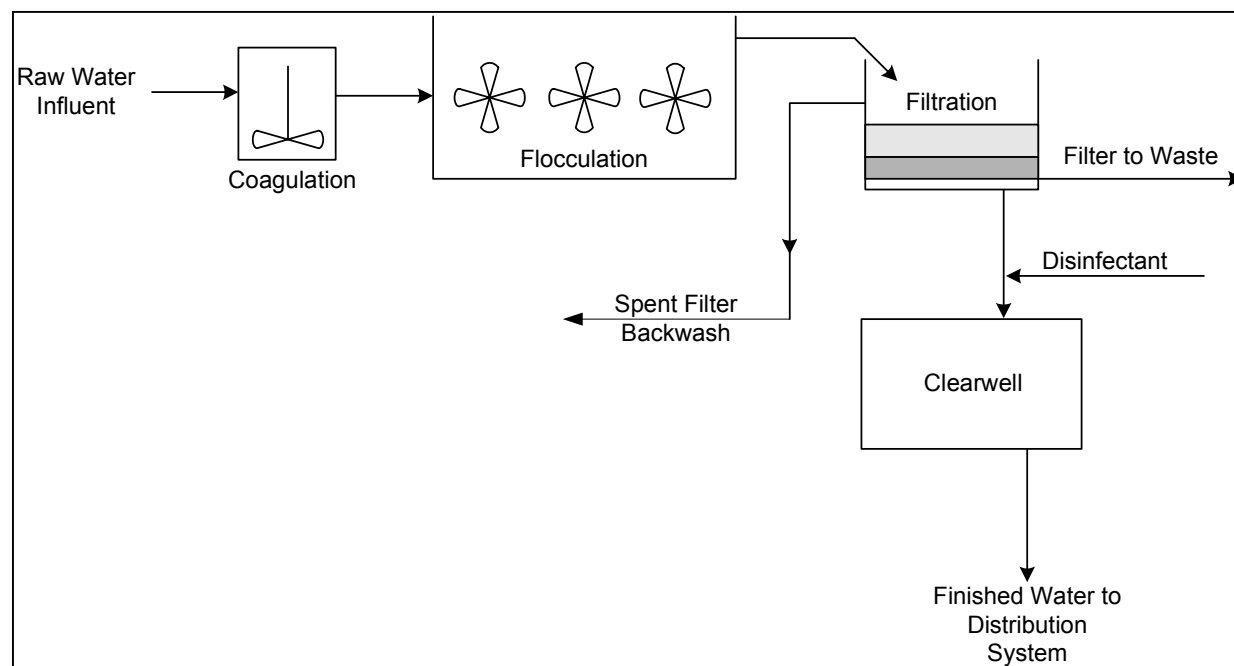 Raw Water
Influent
Coagulation
Flocculation
Filtration
Filter to Waste
Disinfectant
Spent Filter
Backwash
Clearwell
Finished Water to
Distribution
System